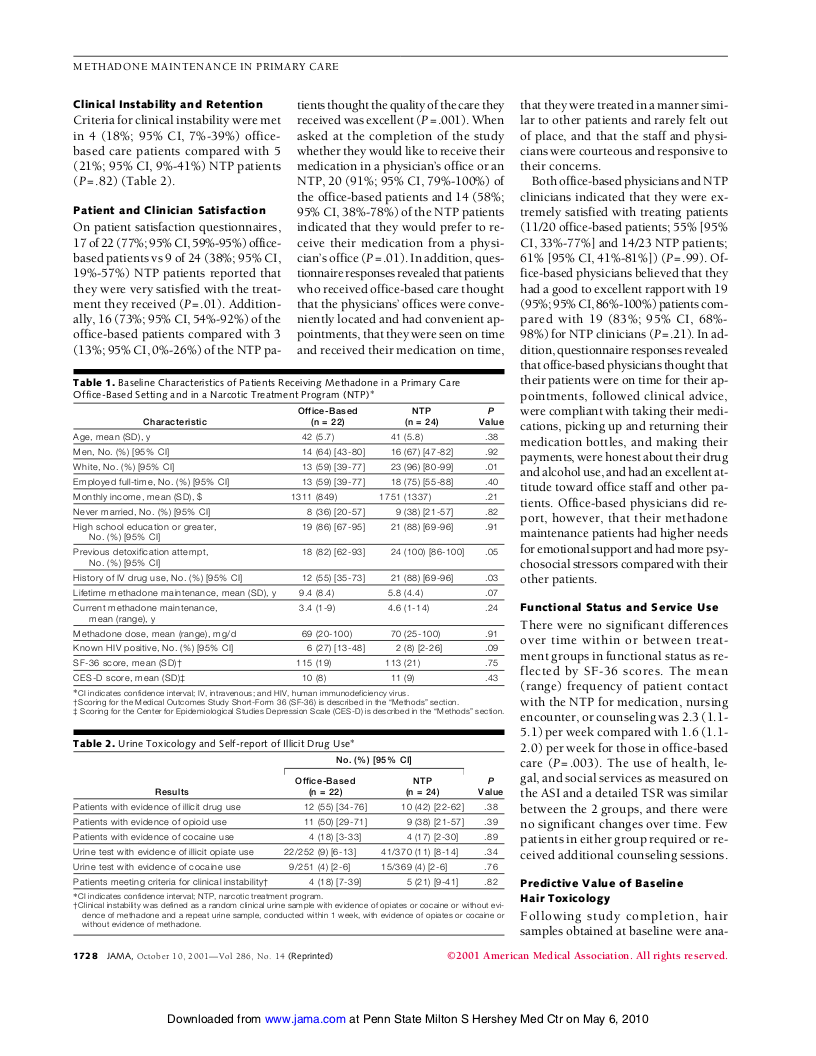 METHADONE MAINTENANCE IN PRIMARY CARE
Clinical Instability and Retention
Criteria for clinical instability were met
in 4 (18%; 95% CI, 7%-39%) office-
based care patients compared with 5
(21%; 95% CI, 9%-41%) NTP patients
(P=.82) (Table 2).
Patient and Clinician Satisfaction
On patient satisfaction questionnaires,
17 of 22 (77%; 95% CI, 59%-95%) office-
based patients vs 9 of 24 (38%; 95% CI,
19%-57%) NTP patients reported that
they were very satisfied with the treat-
ment they received (P=.01). Addition-
ally, 16 (73%; 95% CI, 54%-92%) of the
office-based patients compared with 3
(13%; 95% CI, 0%-26%) of the NTP pa-
tients thought the quality of the care they
received was excellent (P=.001). When
asked at the completion of the study
whether they would like to receive their
medication in a physician's office or an
NTP, 20 (91%; 95% CI, 79%-100%) of
the office-based patients and 14 (58%;
95% CI, 38%-78%) of the NTP patients
indicated that they would prefer to re-
ceive their medication from a physi-
cian's office (P=.01). In addition, ques-
tionnaire responses revealed that patients
who received office-based care thought
that the physicians' offices were conve-
niently located and had convenient ap-
pointments, that they were seen on time
and received their medication on time,
that they were treated in a manner simi-
lar to other patients and rarely felt out
of place, and that the staff and physi-
cians were courteous and responsive to
their concerns.
Both office-based physicians and NTP
clinicians indicated that they were ex-
tremely satisfied with treating patients
(11/20 office-based patients; 55% [95%
CI, 33%-77%] and 14/23 NTP patients;
61% [95% CI, 41%-81%]) (P=.99). Of-
fice-based physicians believed that they
had a good to excellent rapport with 19
(95%; 95% CI, 86%-100%) patients com-
pared with 19 (83%; 95% CI, 68%-
98%) for NTP clinicians (P=.21). In ad-
dition, questionnaire responses revealed
that office-based physicians thought that
their patients were on time for their ap-
pointments, followed clinical advice,
were compliant with taking their medi-
cations, picking up and returning their
medication bottles, and making their
payments, were honest about their drug
and alcohol use, and had an excellent at-
titude toward office staff and other pa-
tients. Office-based physicians did re-
port, however, that their methadone
maintenance patients had higher needs
for emotional support and had more psy-
chosocial stressors compared with their
other patients.
Functional Status and Service Use
There were no significant differences
over time within or between treat-
ment groups in functional status as re-
flected by SF-36 scores. The mean
(range) frequency of patient contact
with the NTP for medication, nursing
encounter, or counseling was 2.3 (1.1-
5.1) per week compared with 1.6 (1.1-
2.0) per week for those in office-based
care (P=.003). The use of health, le-
gal, and social services as measured on
the ASI and a detailed TSR was similar
between the 2 groups, and there were
no significant changes over time. Few
patients in either group required or re-
ceived additional counseling sessions.
Predictive Value of Baseline
Hair Toxicology
Following study completion, hair
samples obtained at baseline were ana-
Table 1. Baseline Characteristics of Patients Receiving Methadone in a Primary Care
Office-Based Setting and in a Narcotic Treatment Program (NTP)*
Characteristic Office-Based (n = 22) NTP (n = 24) P Value
Age, mean (SD), y 42 (5.7) 41 (5.8) .38
Men, No. (%) [95% CI] 14 (64) [43-80] 16 (67) [47-82] .92
White, No. (%) [95% CI] 13 (59) [39-77] 23 (96) [80-99] .01
Employed full-time, No. (%) [95% CI] 13 (59) [39-77] 18 (75) [55-88] .40
Monthly income, mean (SD), $ 1311 (849) 1751 (1337) .21
Never married, No. (%) [95% CI] 8 (36) [20-57] 9 (38) [21-57] .82
High school education or greater, 19 (86) [67-95] 21 (88) [69-96] .91
No. (%) [95% CI]
Previous detoxification attempt, 18 (82) [62-93] 24 (100) [86-100] .05
No. (%) [95% CI]
History of IV drug use, No. (%) [95% CI] 12 (55) [35-73] 21 (88) [69-96] .03
Lifetime methadone maintenance, mean (SD), y 9.4 (8.4) 5.8 (4.4) .07
Current methadone maintenance, 3.4 (1-9) 4.6 (1-14) .24
mean (range), y
Methadone dose, mean (range), mg/d 69 (20-100) 70 (25-100) .91
Known HIV positive, No. (%) [95% CI] 6 (27) [13-48] 2 (8) [2-26] .09
SF-36 score, mean (SD)† 115 (19) 113 (21) .75
CES-D score, mean (SD)‡ 10 (8) 11 (9) .43
*CI indicates confidence interval; IV, intravenous; and HIV, human immunodeficiency virus.
†Scoring for the Medical Outcomes Study Short-Form 36 (SF-36) is described in the "Methods" section.
‡ Scoring for the Center for Epidemiological Studies Depression Scale (CES-D) is described in the "Methods" section.
Table 2. Urine Toxicology and Self-report of Illicit Drug Use*
No. (%) [95% CI]
Results Office-Based (n = 22) NTP (n = 24) P Value
Patients with evidence of illicit drug use 12 (55) [34-76] 10 (42) [22-62] .38
Patients with evidence of opioid use 11 (50) [29-71] 9 (38) [21-57] .39
Patients with evidence of cocaine use 4 (18) [3-33] 4 (17) [2-30] .89
Urine test with evidence of illicit opiate use 22/252 (9) [6-13] 41/370 (11) [8-14] .34
Urine test with evidence of cocaine use 9/251 (4) [2-6] 15/369 (4) [2-6] .76
Patients meeting criteria for clinical instability† 4 (18) [7-39] 5 (21) [9-41] .82
*CI indicates confidence interval; NTP, narcotic treatment program.
†Clinical instability was defined as a random clinical urine sample with evidence of opiates or cocaine or without evi-
dence of methadone and a repeat urine sample, conducted within 1 week, with evidence of opiates or cocaine or
without evidence of methadone.
1728 JAMA, October 10, 2001—Vol 286, No. 14 (Reprinted)
©2001 American Medical Association. All rights reserved.
Downloaded from www.jama.com at Penn State Milton S Hershey Med Ctr on May 6, 2010